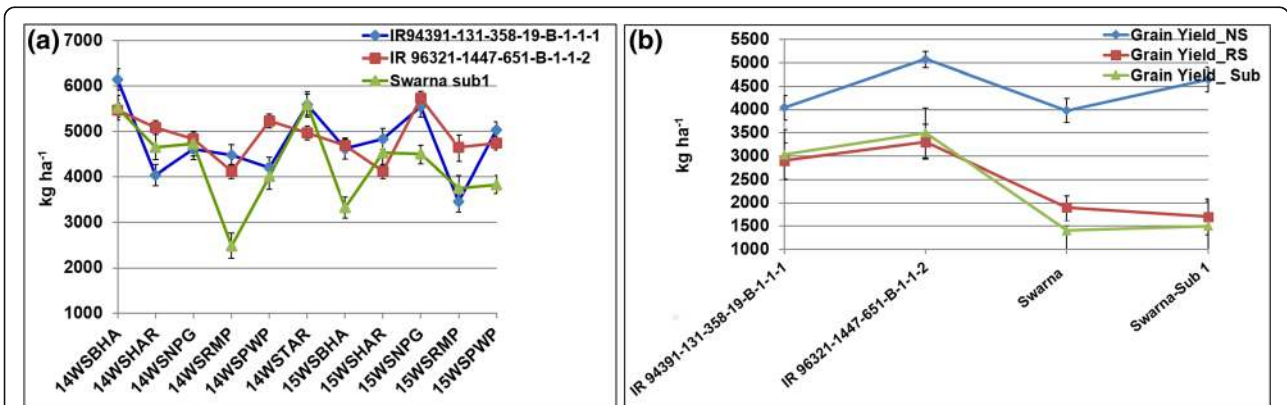 (a)
kg ha-1
7000
6000
5000
4000
3000
2000
1000
IR94391-131-358-19-B-1-1-1
IR 96321-1447-651-B-1-1-2
Swarna sub1
14WSBHA
14WSHAR
14WSNPG
14WSRMP
14WSPWP
14WSTAR
15WSBHA
15WSHAR
15WSNPG
15WSRMP
15WSPWP
(b)
kg ha-1
5500
5000
4500
4000
3500
3000
2500
2000
1500
1000
Grain Yield_NS
Grain Yield_RS
Grain Yield_ Sub
IR 94391-131-358-19-B-1-1-1
IR 96321-1447-651-B-1-1-2
Swarna
Swarna-Sub 1